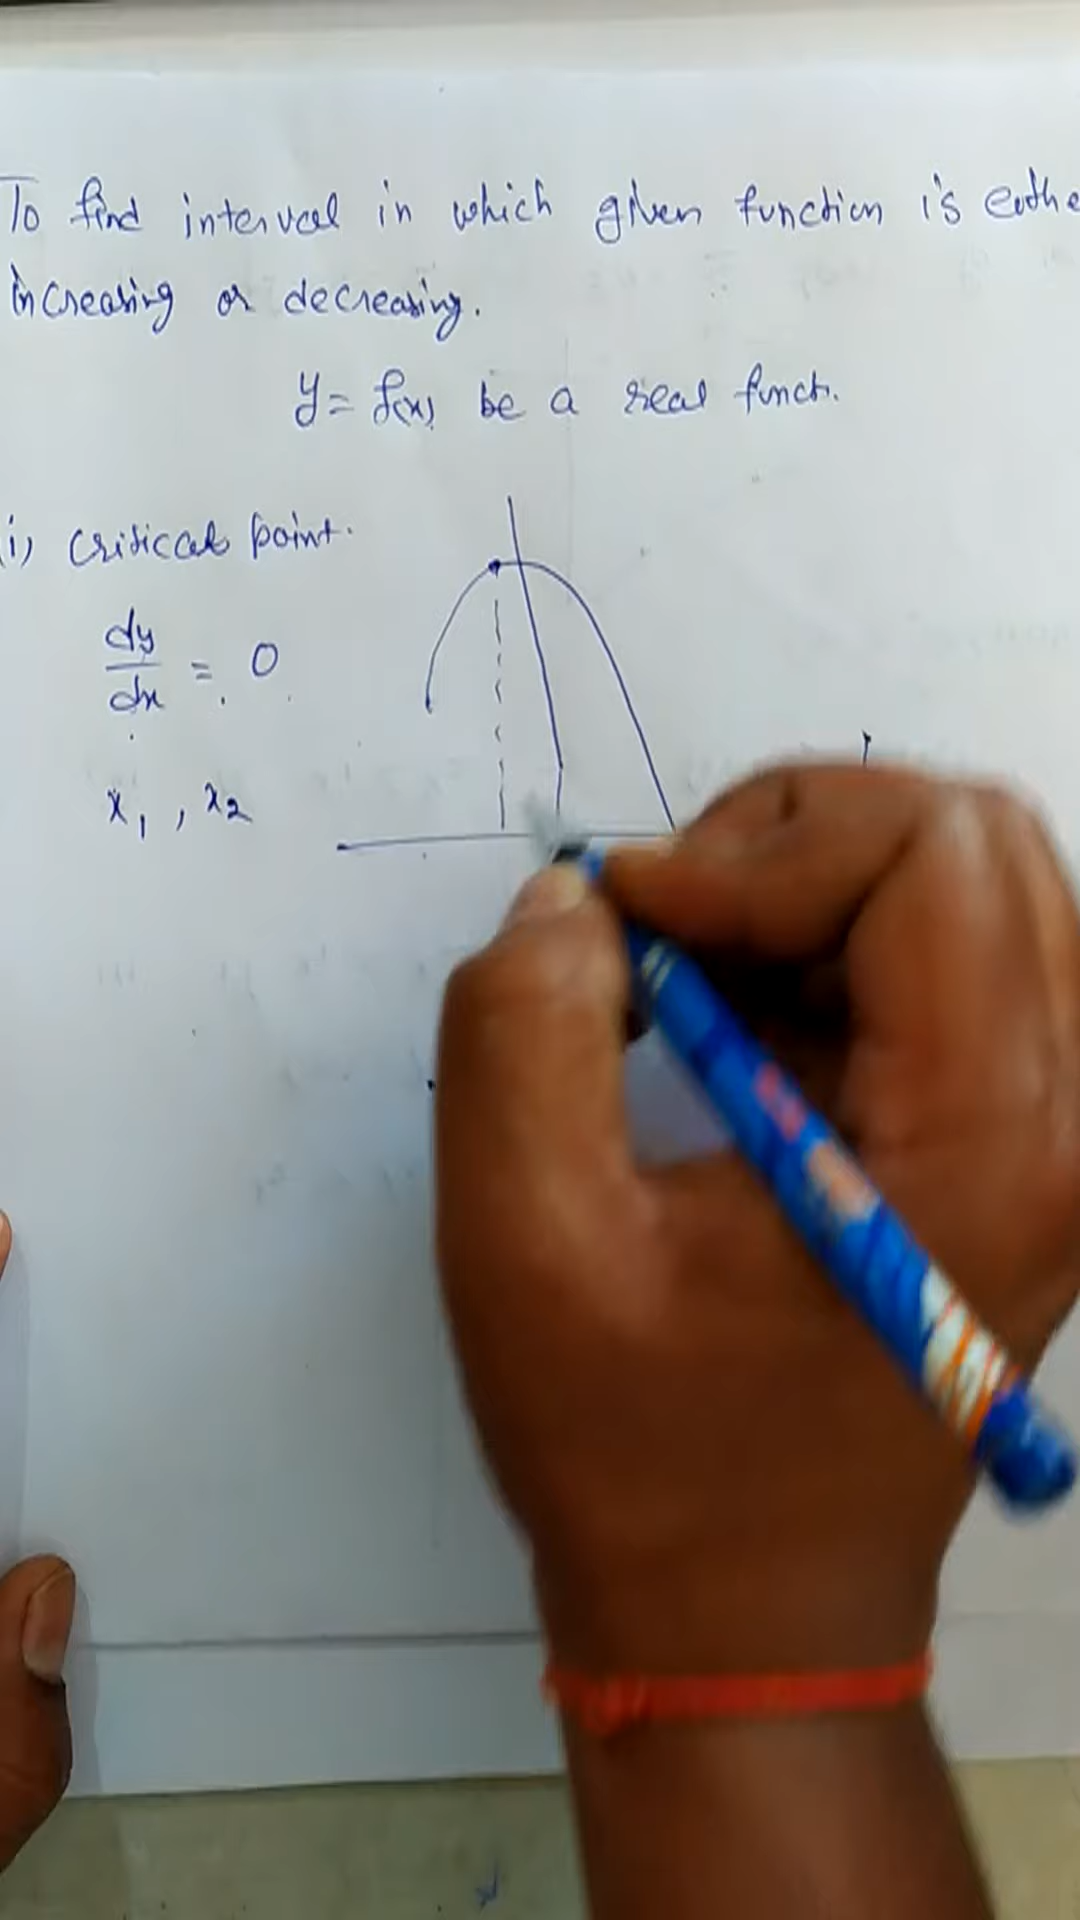 To find interval in which given function is eithe
increasing or decreasing.
y = f(x) be a real funct.
i) critical point.
dy/dx = 0
x₁, x₂